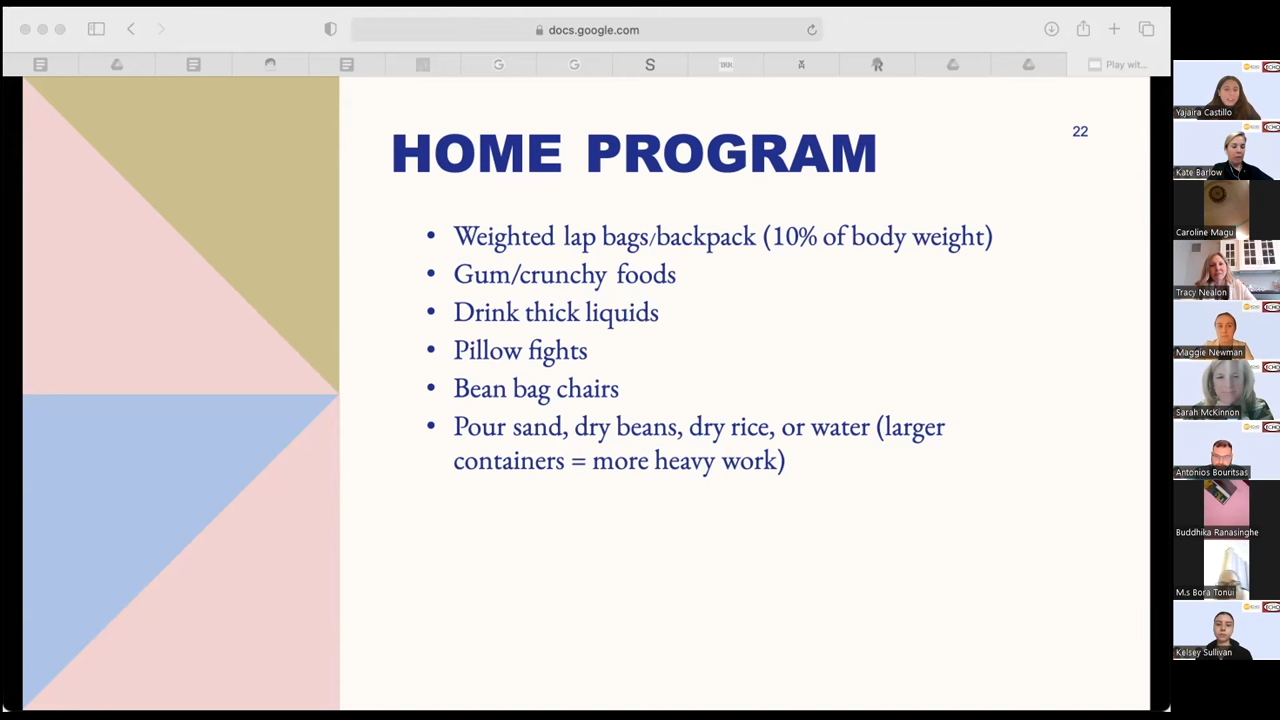 docs.google.com
Play wit...
22
HOME PROGRAM
• Weighted lap bags/backpack (10% of body weight)
• Gum/crunchy foods
• Drink thick liquids
• Pillow fights
• Bean bag chairs
• Pour sand, dry beans, dry rice, or water (larger
containers = more heavy work)
Yajaira Castillo
Kate Barlow
Caroline Magu
Tracy Nealon
Maggie Newman
Sarah McKinnon
Antonios Bouritsas
Buddhika Ranasinghe
M.s Bora Tonui
Kelsey Sullivan